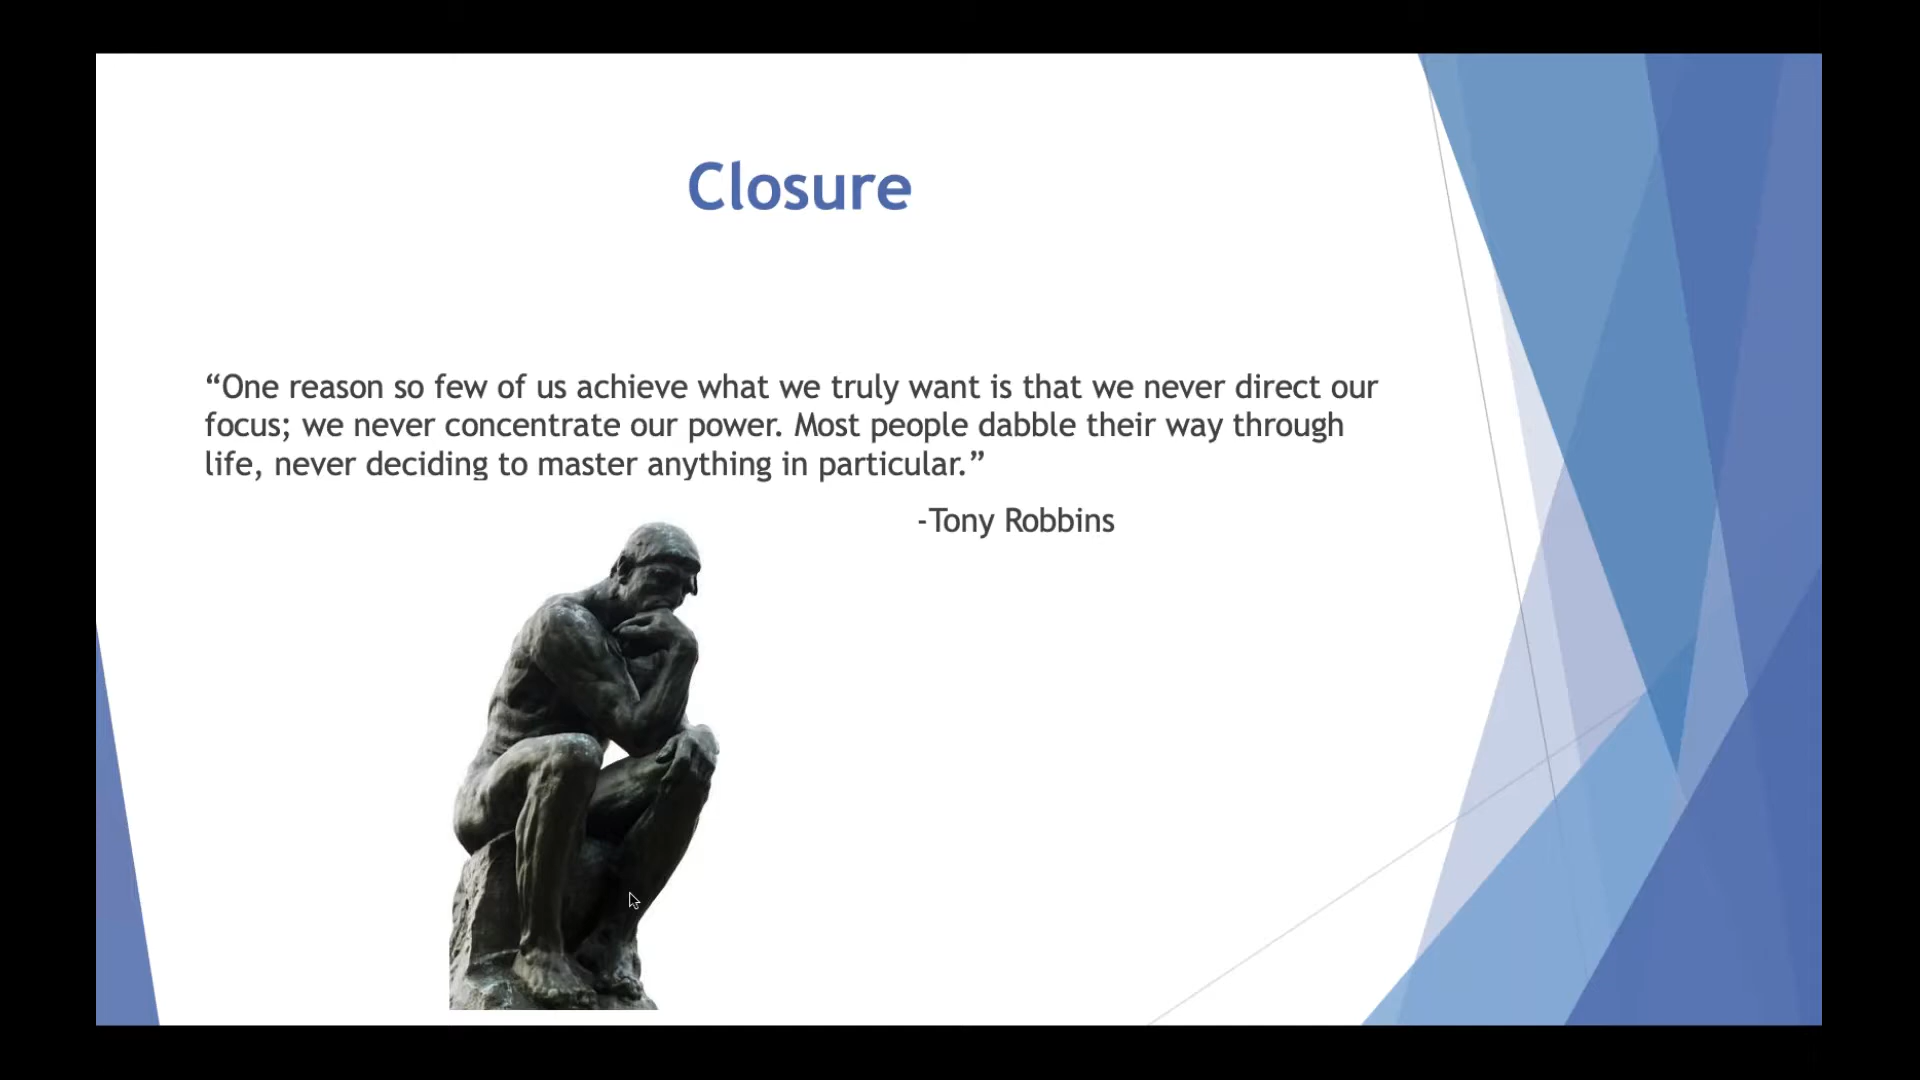 Closure
“One reason so few of us achieve what we truly want is that we never direct our
focus; we never concentrate our power. Most people dabble their way through
life, never deciding to master anything in particular.”
-Tony Robbins